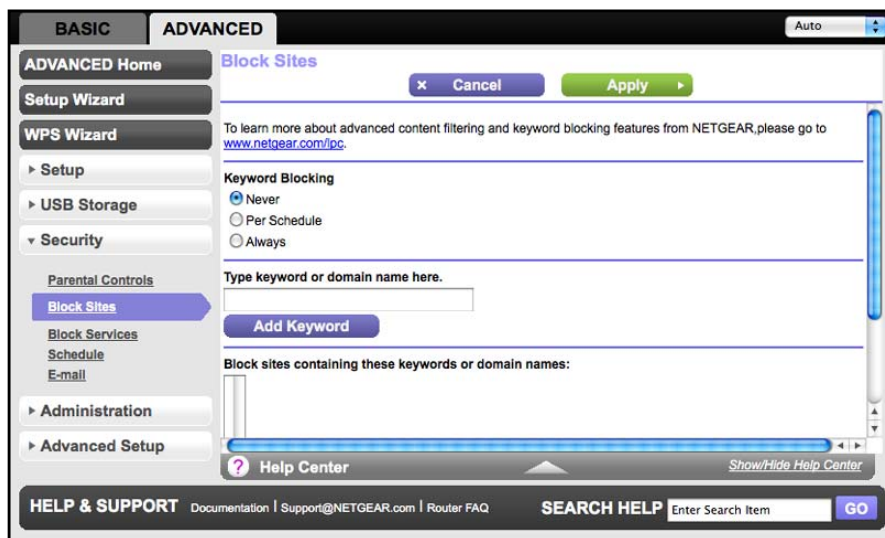 BASIC
ADVANCED
Auto
ADVANCED Home
Setup Wizard
WPS Wizard
Setup
USB Storage
Security
Parental Controls
Block Sites
Block Services
Schedule
E-mail
Administration
Advanced Setup
Block Sites
x Cancel
Apply
To learn more about advanced content filtering and keyword blocking features from NETGEAR,please go to
www.netgear.com/lpc.
Keyword Blocking
Never
Per Schedule
Always
Type keyword or domain name here.
Add Keyword
Block sites containing these keywords or domain names:
? Help Center
Show/Hide Help Center
HELP & SUPPORT Documentation | Support@NETGEAR.com | Router FAQ
SEARCH HELP Enter Search Item GO